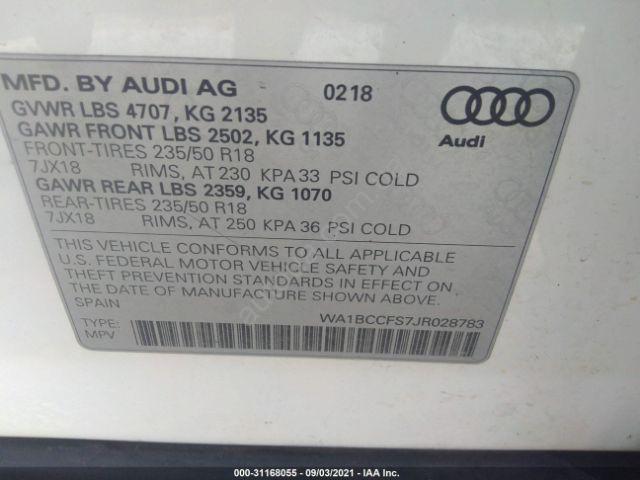 MFD. BY AUDI AG 0218
GVWR LBS 4707, KG 2135
GAWR FRONT LBS 2502, KG 1135
FRONT-TIRES 235/50 R18
7JX18 RIMS, AT 230 KPA 33 PSI COLD
GAWR REAR LBS 2359, KG 1070
REAR-TIRES 235/50 R18
7JX18 RIMS, AT 250 KPA 36 PSI COLD
Audi
THIS VEHICLE CONFORMS TO ALL APPLICABLE
U.S. FEDERAL MOTOR VEHICLE SAFETY AND
THEFT PREVENTION STANDARDS IN EFFECT ON
THE DATE OF MANUFACTURE SHOWN ABOVE.
SPAIN
WA1BCCFS7JR028783
TYPE:
MPV
000-31168055 - 09/03/2021 - IAA Inc.